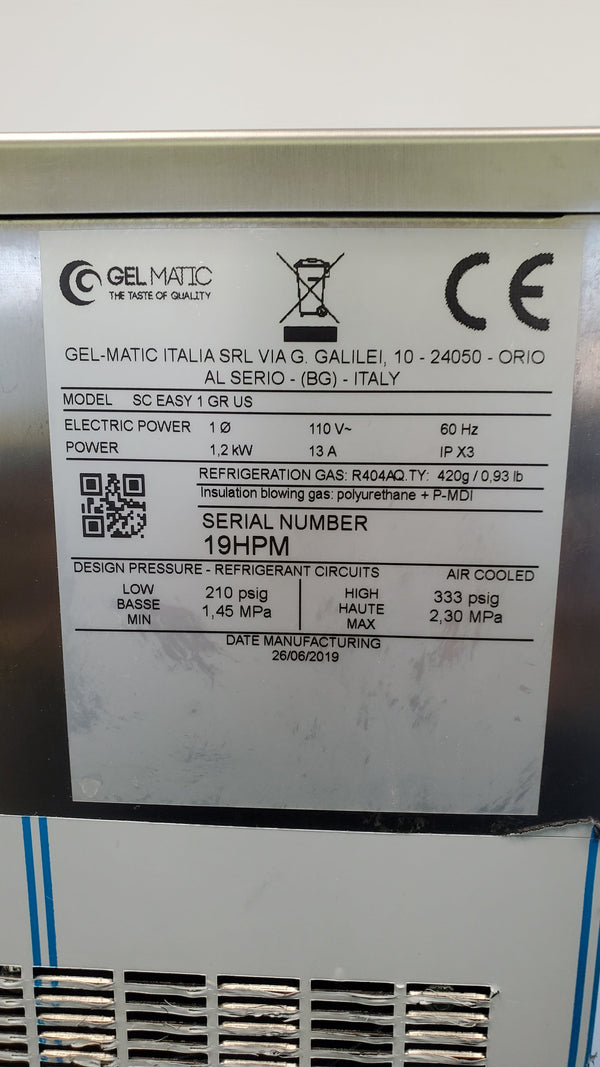 GEL MATIC
THE TASTE OF QUALITY
CE
GEL-MATIC ITALIA SRL VIA G. GALILEI, 10 - 24050 - ORIO
AL SERIO - (BG) - ITALY
MODEL SC EASY 1 GR US
ELECTRIC POWER 1 Ø 110 V~ 60 Hz
POWER 1,2 kW 13 A IP X3
REFRIGERATION GAS: R404AQ.TY: 420g / 0,93 lb
Insulation blowing gas: polyurethane + P-MDI
SERIAL NUMBER
19HPM
DESIGN PRESSURE - REFRIGERANT CIRCUITS AIR COOLED
LOW 210 psig HIGH 333 psig
BASSE 1,45 MPa HAUTE 2,30 MPa
MIN MAX
DATE MANUFACTURING
26/06/2019